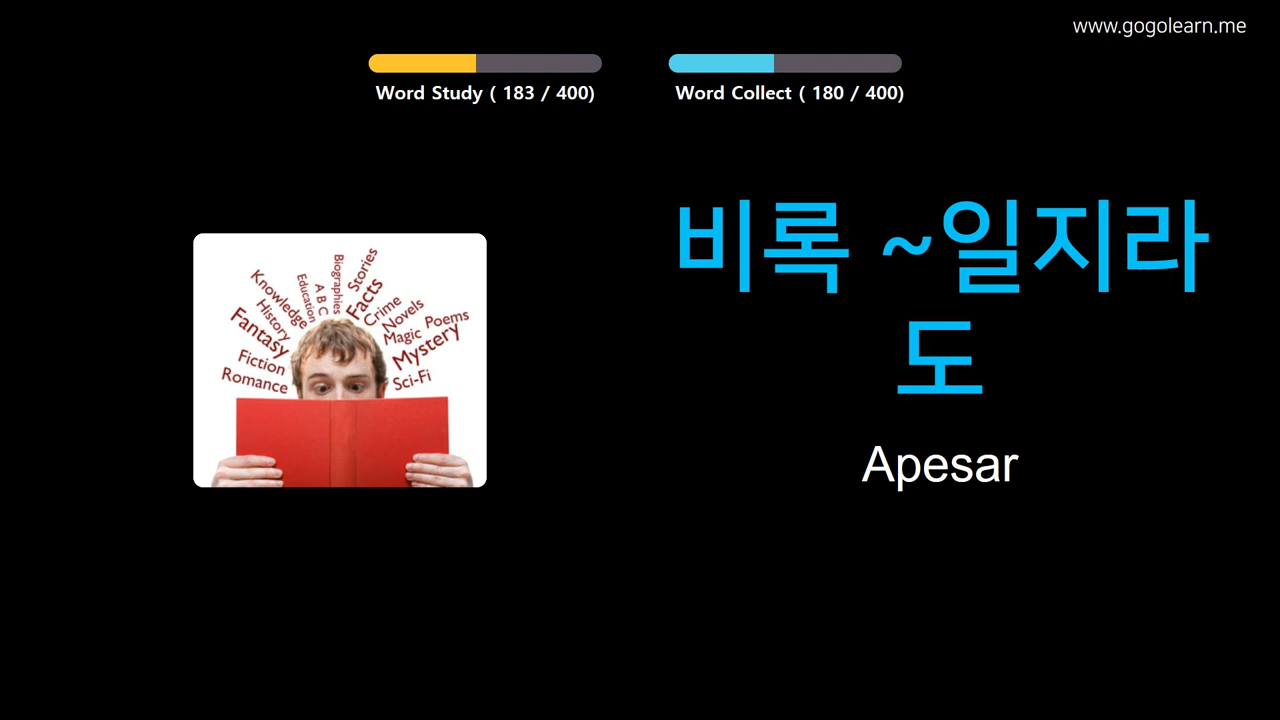 www.gogolearn.me
Word Study ( 183 / 400)
Word Collect ( 180 / 400)
비록 ~일지라
도
Apesar
Biographies
Stories
Knowledge
Education
A B C
Facts
History
Crime
Novels
Fantasy
Magic
Poems
Mystery
Fiction
Romance
Sci-Fi